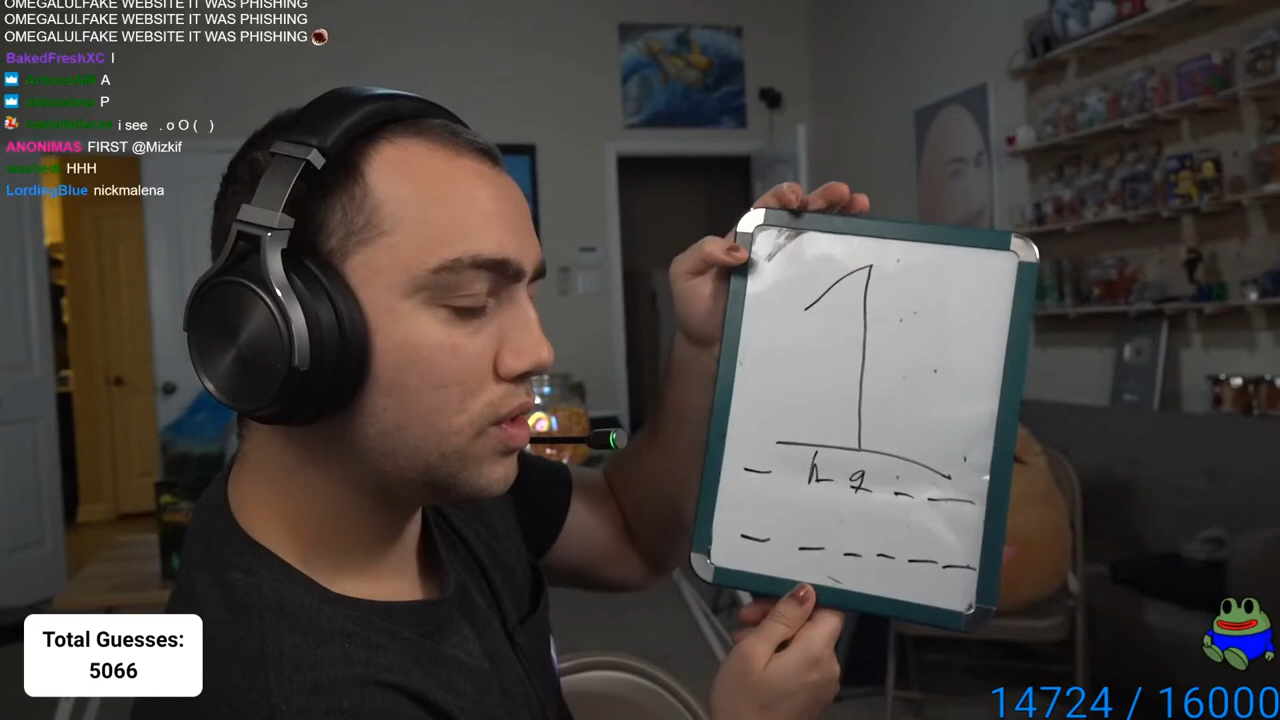 OMEGALULFAKE WEBSITE IT WAS PHISHING
OMEGALULFAKE WEBSITE IT WAS PHISHING
OMEGALULFAKE WEBSITE IT WAS PHISHING
BakedFreshXC I
A
P
i see . o O ( )
ANONIMAS FIRST @Mizkif
HHH
LordingBlue nickmalena
1
_ h a _ _
_ _ _ _ _ _
Total Guesses:
5066
14724 / 16000